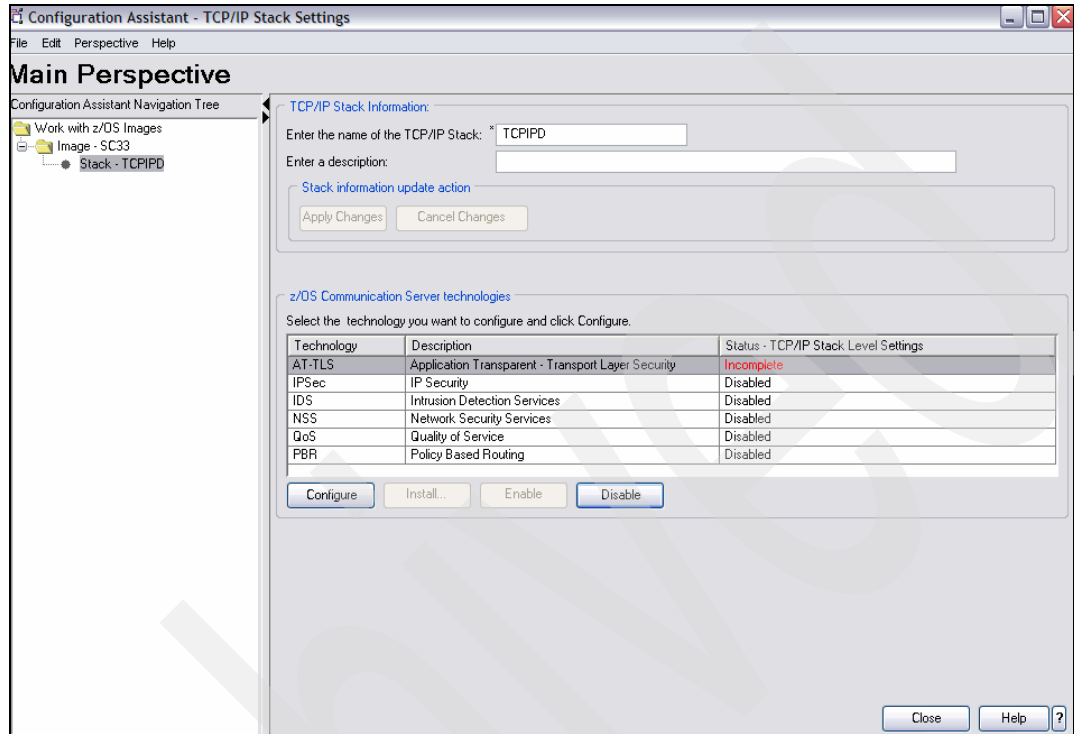 Configuration Assistant - TCP/IP Stack Settings
File Edit Perspective Help
Main Perspective
Configuration Assistant Navigation Tree
Work with z/OS Images
Image - SC33
Stack - TCPIPD
TCP/IP Stack Information:
Enter the name of the TCP/IP Stack: * TCPIPD
Enter a description:
Stack information update action
Apply Changes Cancel Changes
z/OS Communication Server technologies
Select the technology you want to configure and click Configure.
Technology Description Status - TCP/IP Stack Level Settings
AT-TLS Application Transparent - Transport Layer Security Incomplete
IPSec IP Security Disabled
IDS Intrusion Detection Services Disabled
NSS Network Security Services Disabled
QoS Quality of Service Disabled
PBR Policy Based Routing Disabled
Configure Install... Enable Disable
Close Help ?